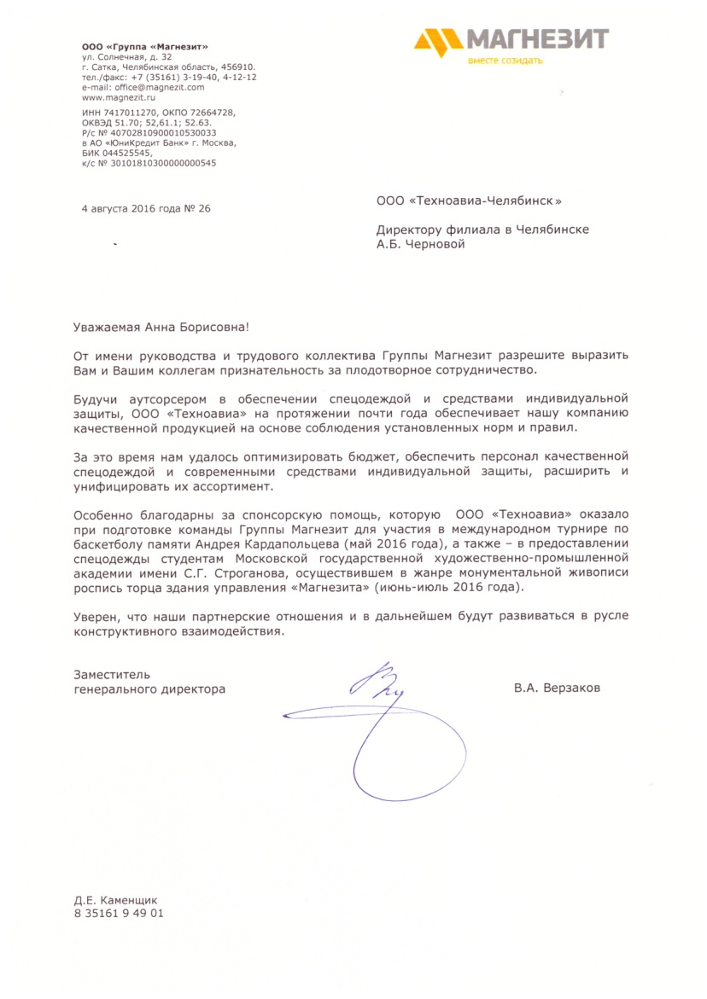 ООО «Группа «Магнезит»
ул. Солнечная, д. 32
г. Сатка, Челябинская область, 456910.
тел./факс: +7 (35161) 3-19-40, 4-12-12
e-mail: office@magnezit.com
www.magnezit.ru
ИНН 7417011270, ОКПО 72664728,
ОКВЭД 51.70; 52,61.1; 52.63.
Р/с № 40702810900010530033
в АО «ЮниКредит Банк» г. Москва,
БИК 044525545,
к/с № 30101810300000000545
МАГНЕЗИТ
вместе созидать
4 августа 2016 года № 26
ООО «Техноавиа-Челябинск»
Директору филиала в Челябинске
А.Б. Черновой
Уважаемая Анна Борисовна!
От имени руководства и трудового коллектива Группы Магнезит разрешите выразить
Вам и Вашим коллегам признательность за плодотворное сотрудничество.
Будучи аутсорсером в обеспечении спецодеждой и средствами индивидуальной
защиты, ООО «Техноавиа» на протяжении почти года обеспечивает нашу компанию
качественной продукцией на основе соблюдения установленных норм и правил.
За это время нам удалось оптимизировать бюджет, обеспечить персонал качественной
спецодеждой и современными средствами индивидуальной защиты, расширить и
унифицировать их ассортимент.
Особенно благодарны за спонсорскую помощь, которую ООО «Техноавиа» оказало
при подготовке команды Группы Магнезит для участия в международном турнире по
баскетболу памяти Андрея Кардапольцева (май 2016 года), а также – в предоставлении
спецодежды студентам Московской государственной художественно-промышленной
академии имени С.Г. Строганова, осуществившем в жанре монументальной живописи
роспись торца здания управления «Магнезита» (июнь-июль 2016 года).
Уверен, что наши партнерские отношения и в дальнейшем будут развиваться в русле
конструктивного взаимодействия.
Заместитель
генерального директора
В.А. Верзаков
Д.Е. Каменщик
8 35161 9 49 01